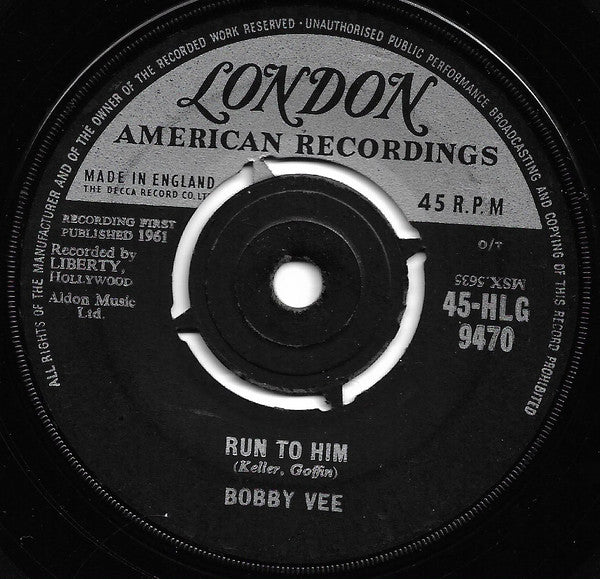 ALL RIGHTS OF THE MANUFACTURER AND OF THE OWNER OF THE RECORDED WORK RESERVED · UNAUTHORISED PUBLIC PERFORMANCE BROADCASTING AND COPYING OF THIS RECORD PROHIBITED
LONDON
AMERICAN RECORDINGS
MADE IN ENGLAND
THE DECCA RECORD CO. LT
45 R.P.M
RECORDING FIRST
PUBLISHED 1961
O/T
Recorded by
LIBERTY,
HOLLYWOOD
MSX.5635
Aldon Music
Ltd.
45-HLG
9470
RUN TO HIM
(Keller, Goffin)
BOBBY VEE